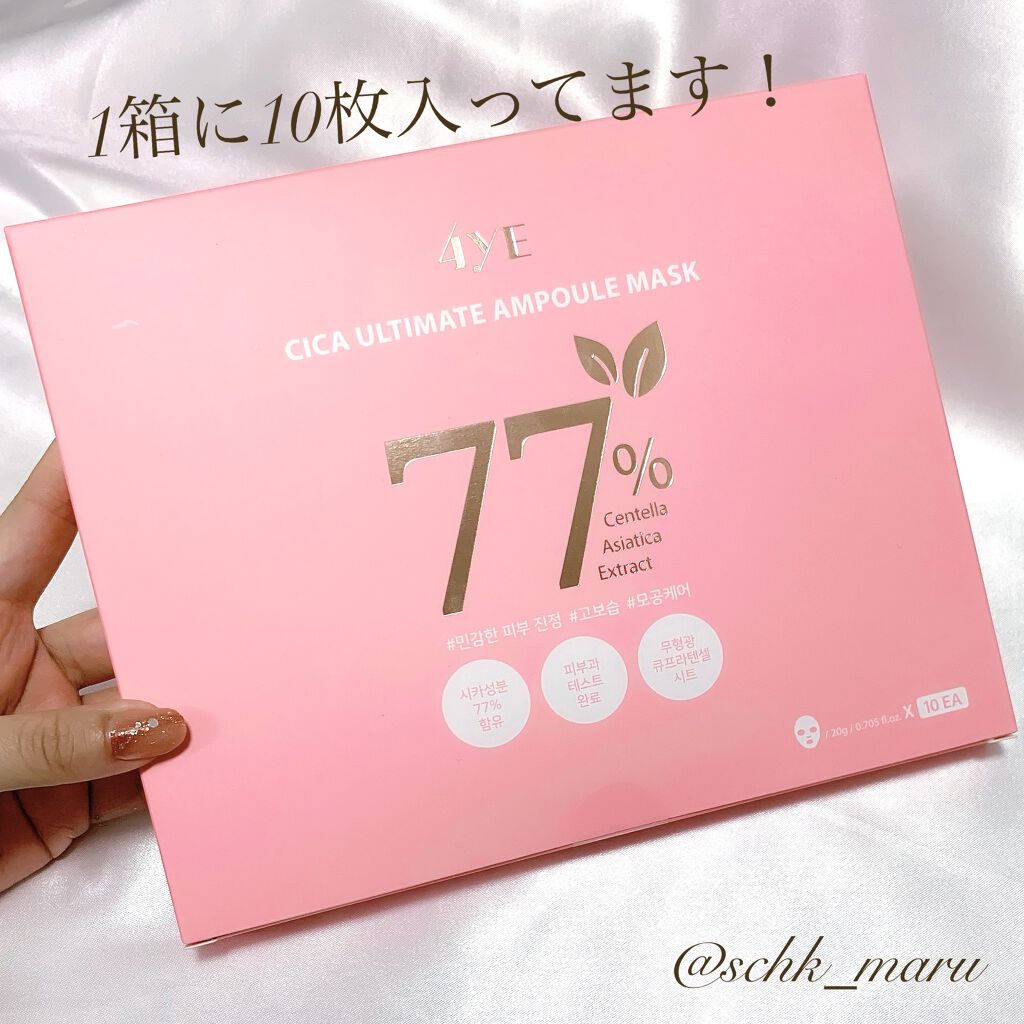 1箱に10枚入ってます！
4yE
CICA ULTIMATE AMPOULE MASK
77%
Centella
Asiatica
Extract
#민감한 피부 진정 #고보습 #모공케어
시카성분
77%
함유
피부과
테스트
완료
무형광
큐프라텐셀
시트
/ 20g / 0.705 fl.oz. X 10 EA
@schk_maru